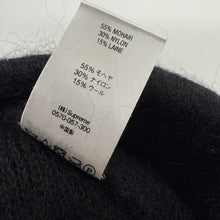 55% MOHAIR
30% NYLON
15% LAINE
55% モヘヤ
30% ナイロン
15% ウール
(株)Supreme
0570-057-300
中国製